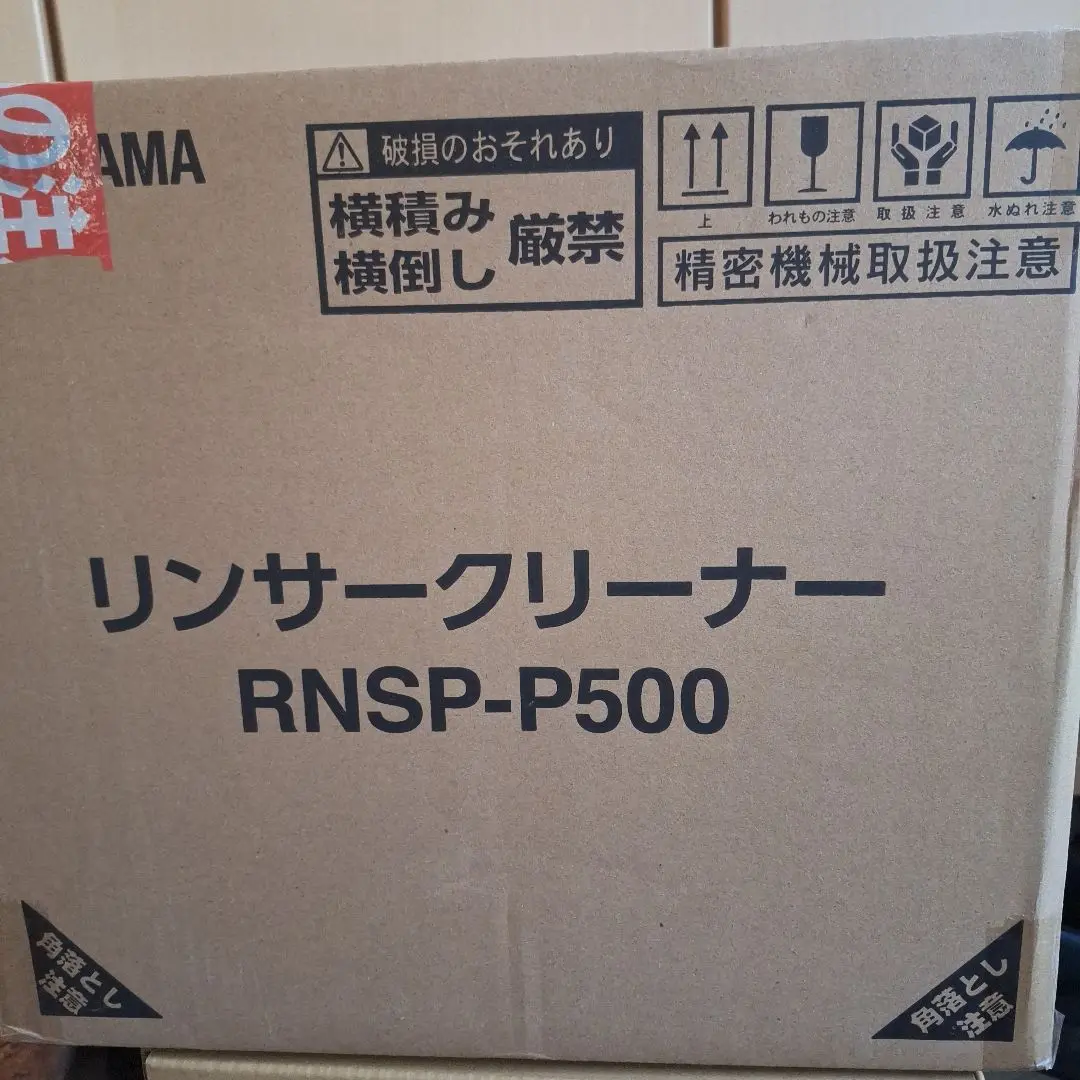 AMA
破損のおそれあり
横積み
横倒し
厳禁
上
われもの注意
取扱注意
水ぬれ注意
精密機械取扱注意
リンサークリーナー
RNSP-P500
角落とし
注意
角落とし
注意